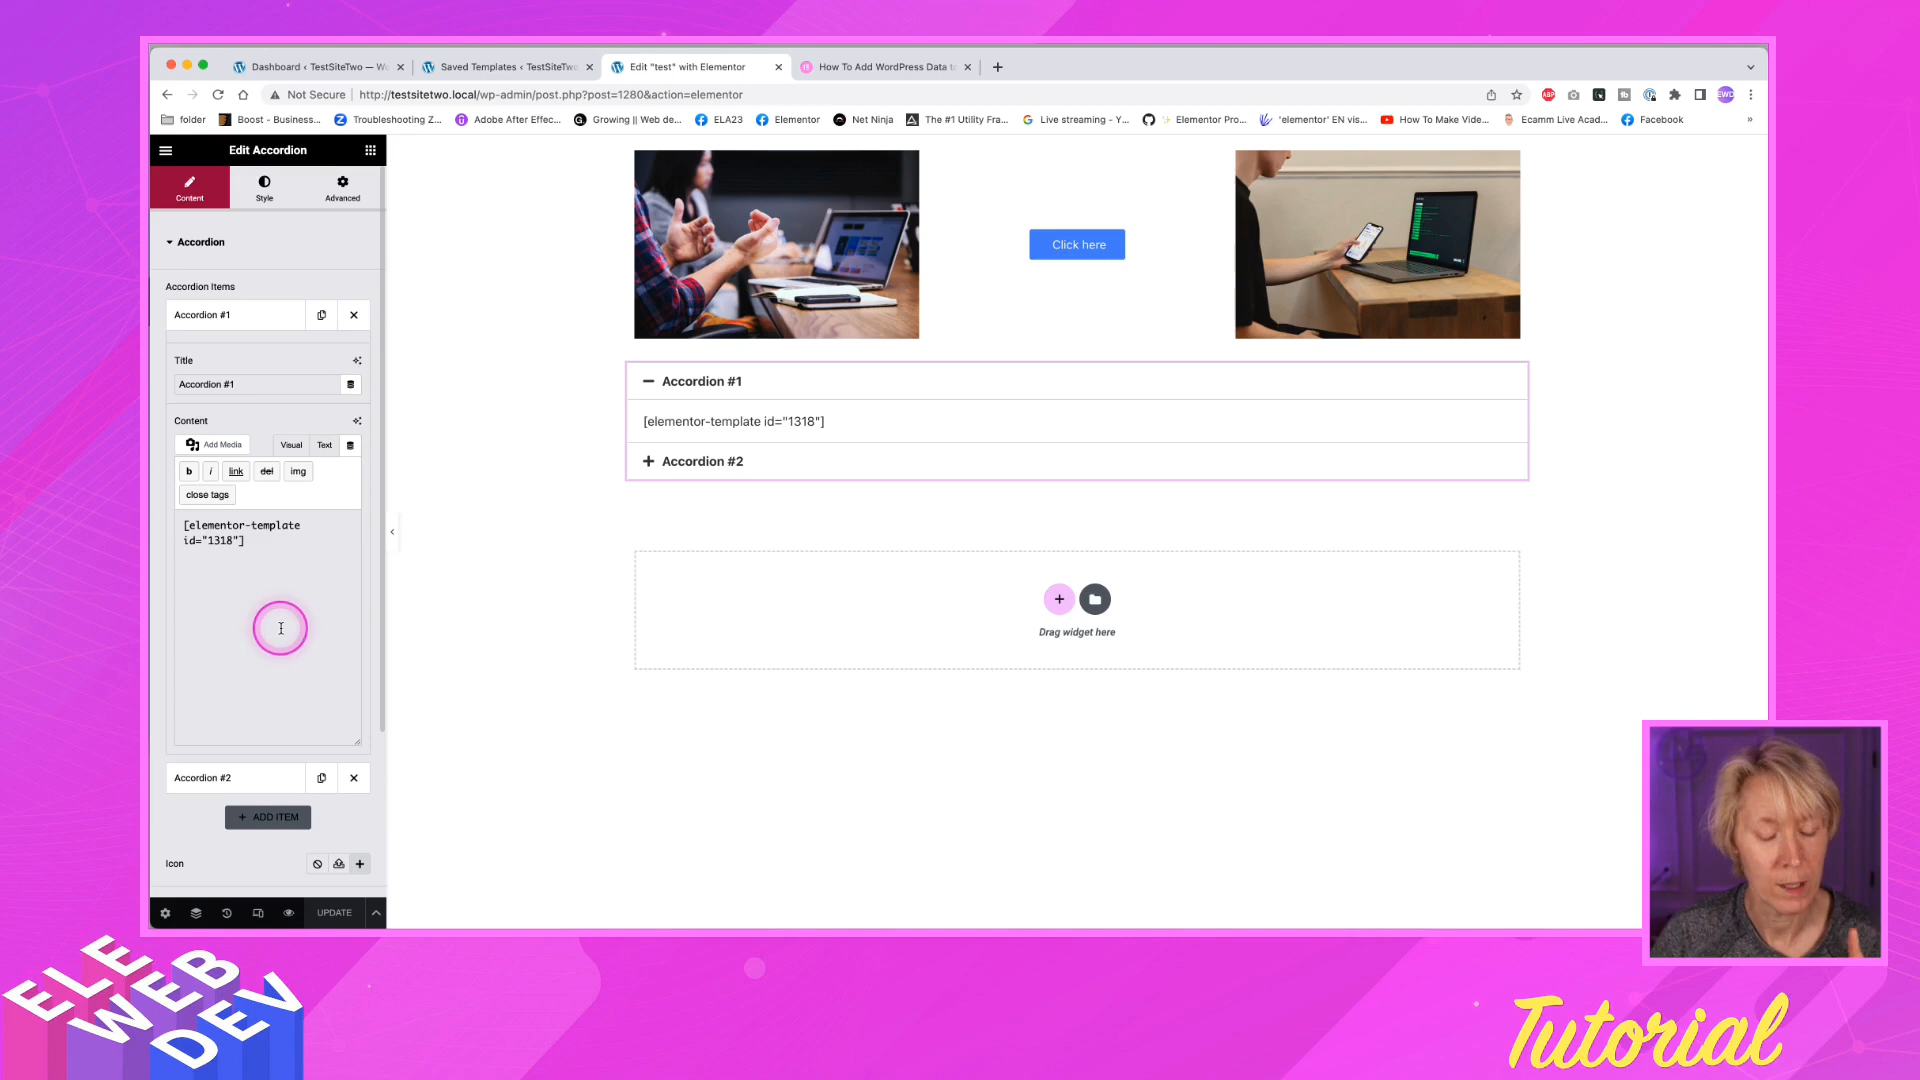 Dashboard ‹ TestSiteTwo — Wo
Saved Templates ‹ TestSiteTwo
Edit "test" with Elementor
How To Add WordPress Data to
Not Secure
http://testsitetwo.local/wp-admin/post.php?post=1280&action=elementor
ABP
EWD
folder
Boost - Business...
Troubleshooting Z...
Adobe After Effec...
Growing || Web de...
ELA23
Elementor
Net Ninja
The #1 Utility Fra...
Live streaming - Y...
Elementor Pro...
'elementor' EN vis...
How To Make Vide...
Ecamm Live Acad...
Facebook
»
Edit Accordion
Content
Style
Advanced
Accordion
Accordion Items
Accordion #1
Title
Accordion #1
Content
Add Media
Visual
Text
b
i
link
del
img
close tags
[elementor-template
id="1318"]
Accordion #2
+ ADD ITEM
Icon
UPDATE
Click here
Accordion #1
[elementor-template id="1318"]
Accordion #2
Drag widget here
ELE
WEB
DEV
Tutorial